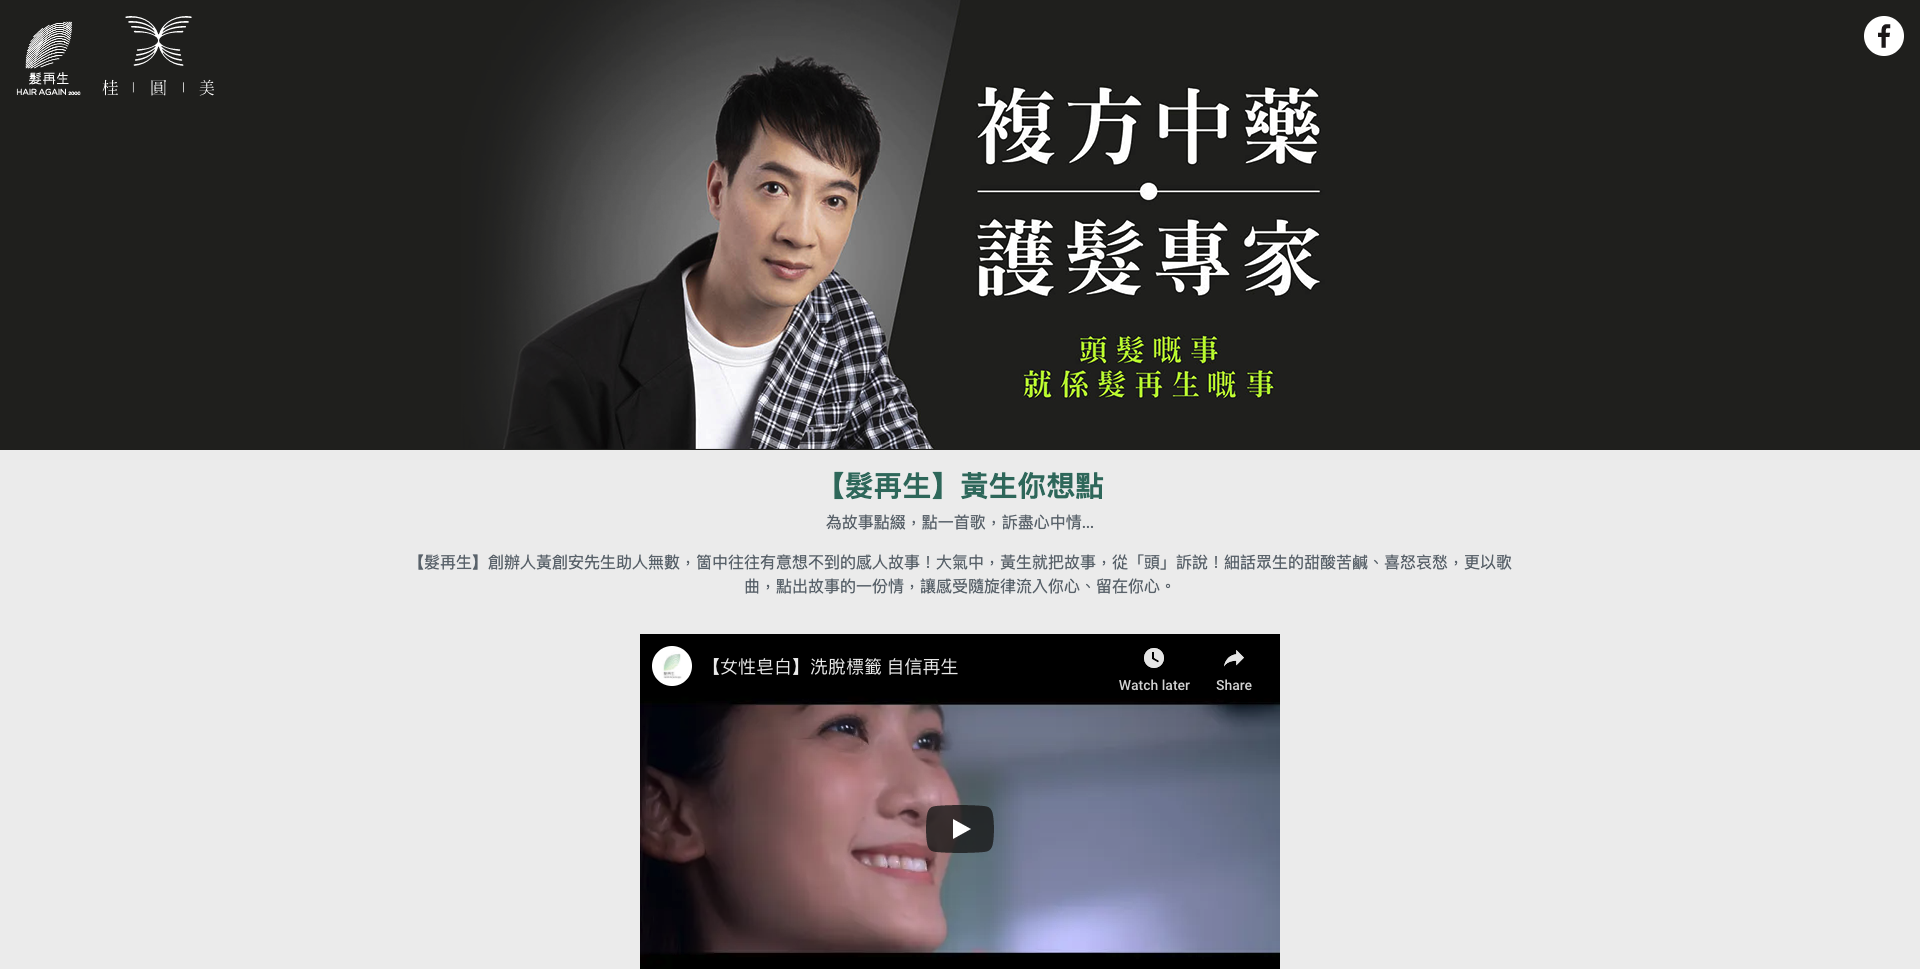 髮再生
HAIR AGAIN 2000
桂 | 圓 | 美
複方中藥
護髮專家
頭髮嘅事
就係髮再生嘅事
【髮再生】黃生你想點
為故事點綴，點一首歌，訴盡心中情...
【髮再生】創辦人黃創安先生助人無數，箇中往往有意想不到的感人故事！大氣中，黃生就把故事，從「頭」訴說！細話眾生的甜酸苦鹹、喜怒哀愁，更以歌
曲，點出故事的一份情，讓感受隨旋律流入你心、留在你心。
【女性皂白】洗脫標籤 自信再生
Watch later
Share